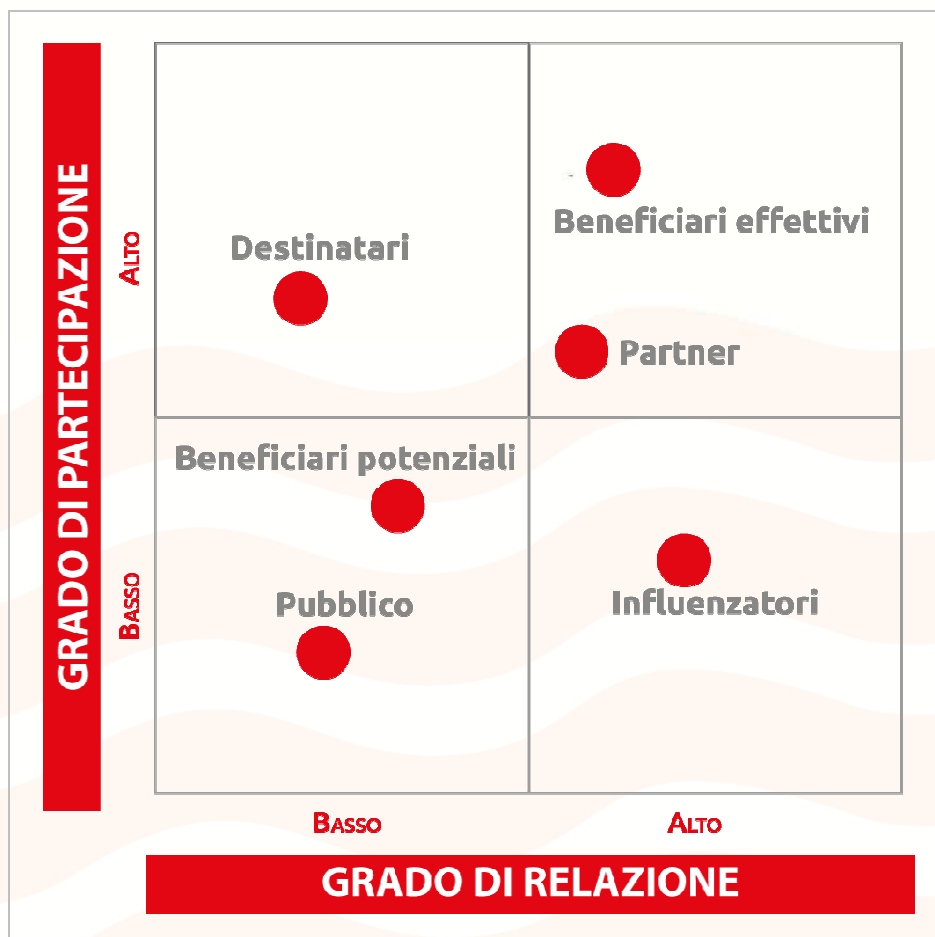 GRADO DI PARTECIPAZIONE
ALTO
BASSO
Destinatari
Beneficiari effettivi
Partner
Beneficiari potenziali
Pubblico
Influenzatori
BASSO
ALTO
GRADO DI RELAZIONE